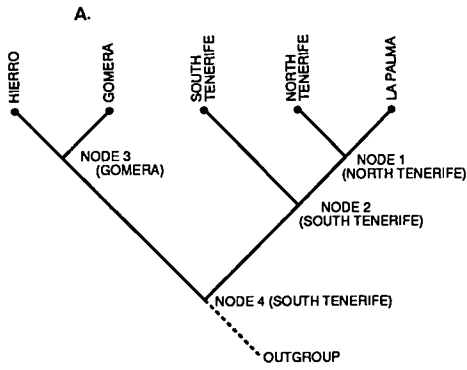 A.
HIERRO
GOMERA
SOUTH
TENERIFE
NORTH
TENERIFE
LA PALMA
NODE 3
(GOMERA)
NODE 1
(NORTH TENERIFE)
NODE 2
(SOUTH TENERIFE)
NODE 4 (SOUTH TENERIFE)
OUTGROUP